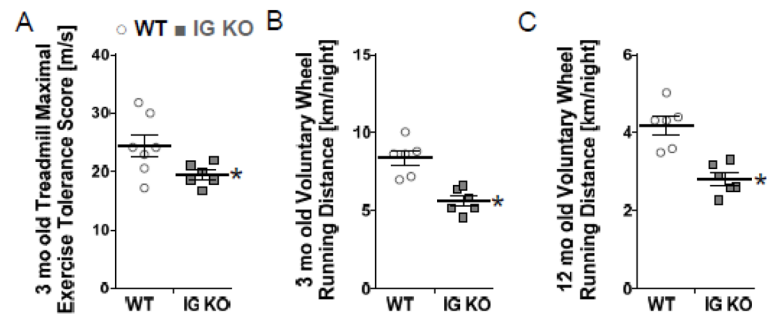 A ○ WT ■ IG KO
3 mo old Treadmill Maximal
Exercise Tolerance Score [m/s]
40
30
20
10
0
*
WT IG KO
B
3 mo old Voluntary Wheel
Running Distance [km/night]
15
10
5
0
*
WT IG KO
C
12 mo old Voluntary Wheel
Running Distance [km/night]
6
4
2
0
*
WT IG KO